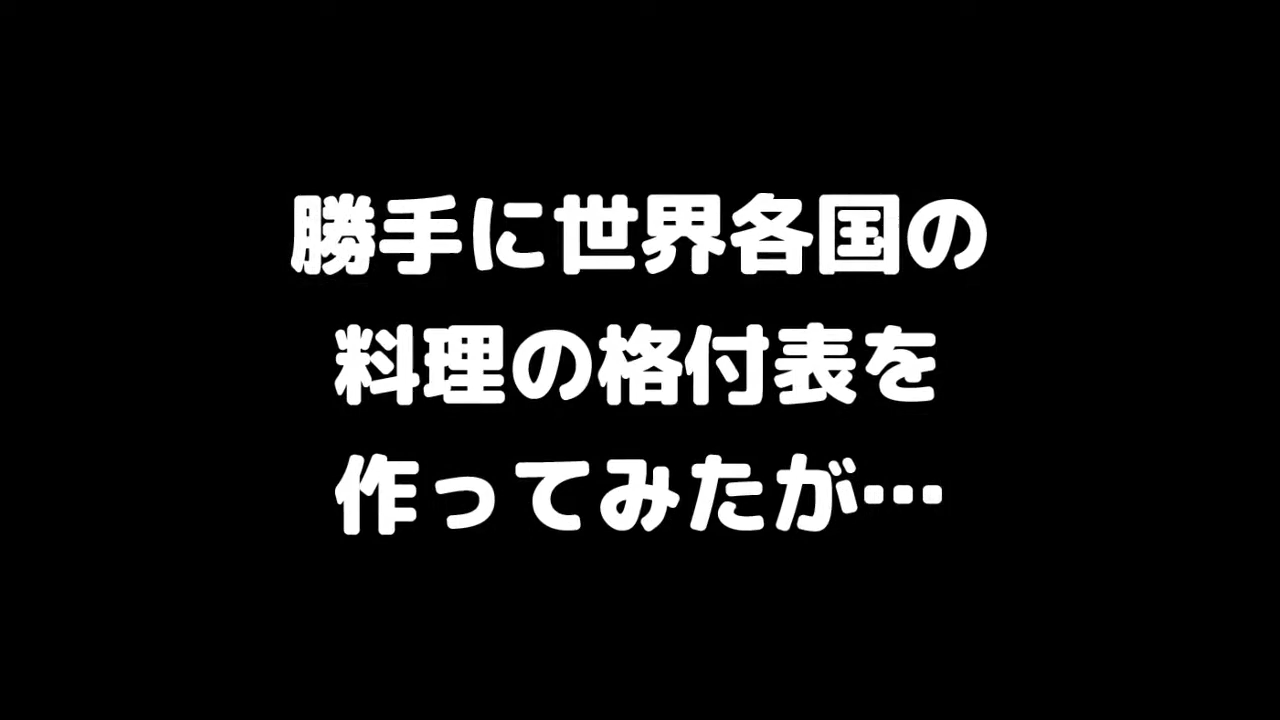 勝手に世界各国の
料理の格付表を
作ってみたが…